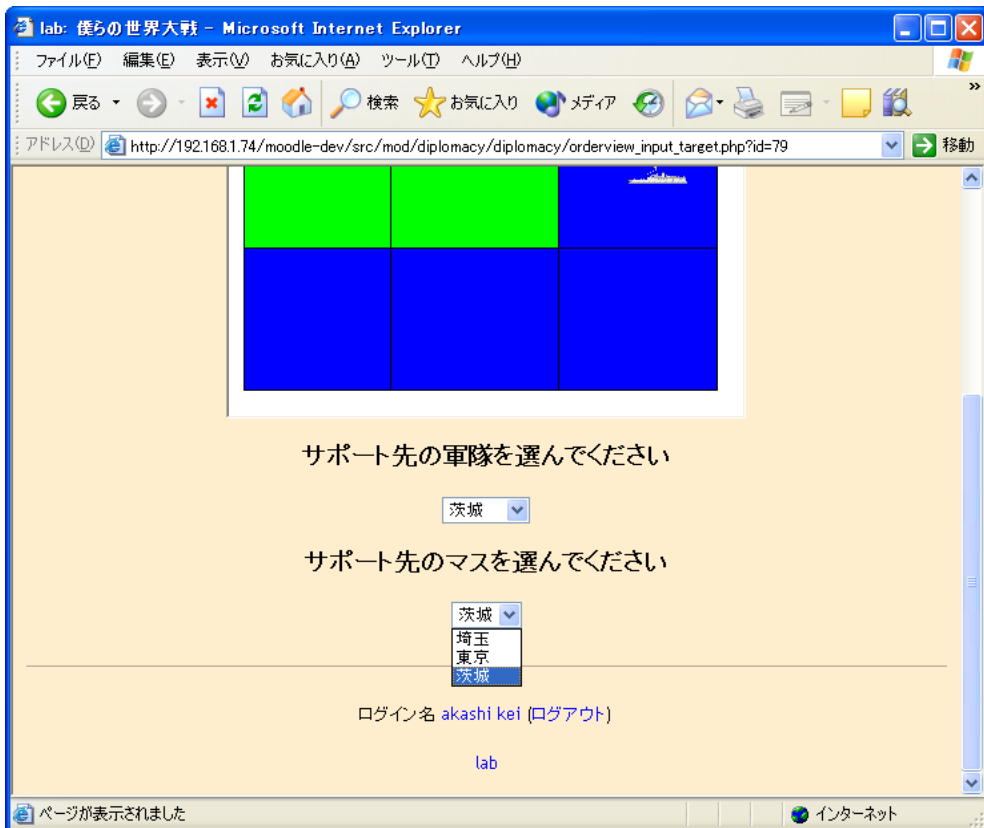 lab: 僕らの世界大戦 - Microsoft Internet Explorer
ファイル(F) 編集(E) 表示(V) お気に入り(A) ツール(T) ヘルプ(H)
戻る 検索 お気に入り メディア »
アドレス(D) http://192.168.1.74/moodle-dev/src/mod/diplomacy/diplomacy/orderview_input_target.php?id=79 移動
サポート先の軍隊を選んでください
茨城
サポート先のマスを選んでください
茨城
埼玉
東京
茨城
ログイン名 akashi kei (ログアウト)
lab
ページが表示されました インターネット